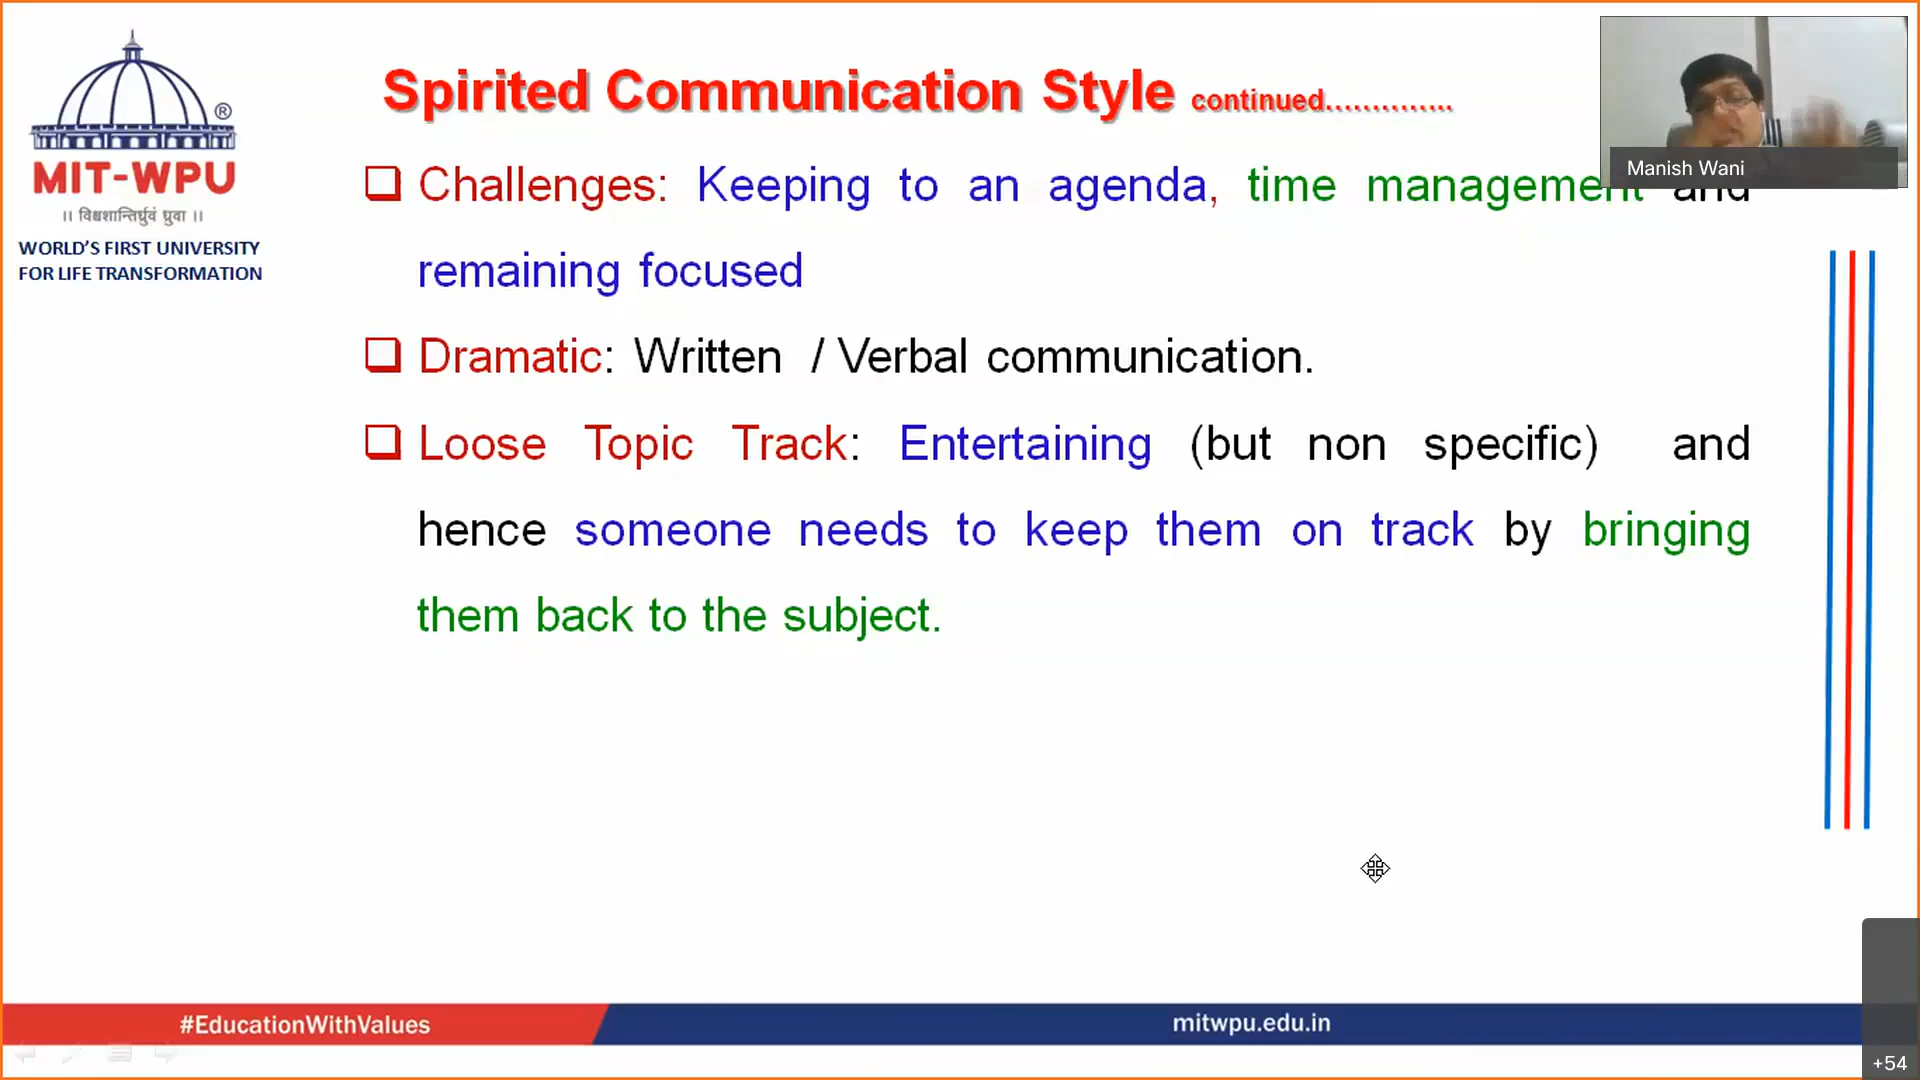 Spirited Communication Style continued..............
Manish Wani
®
MIT-WPU
।। विश्वशान्तिर्ध्रुवं ध्रुवा ।।
WORLD'S FIRST UNIVERSITY
FOR LIFE TRANSFORMATION
Challenges: Keeping to an agenda, time management and
remaining focused
Dramatic: Written / Verbal communication.
Loose Topic Track: Entertaining (but non specific) and
hence someone needs to keep them on track by bringing
them back to the subject.
#EducationWithValues
mitwpu.edu.in
+54